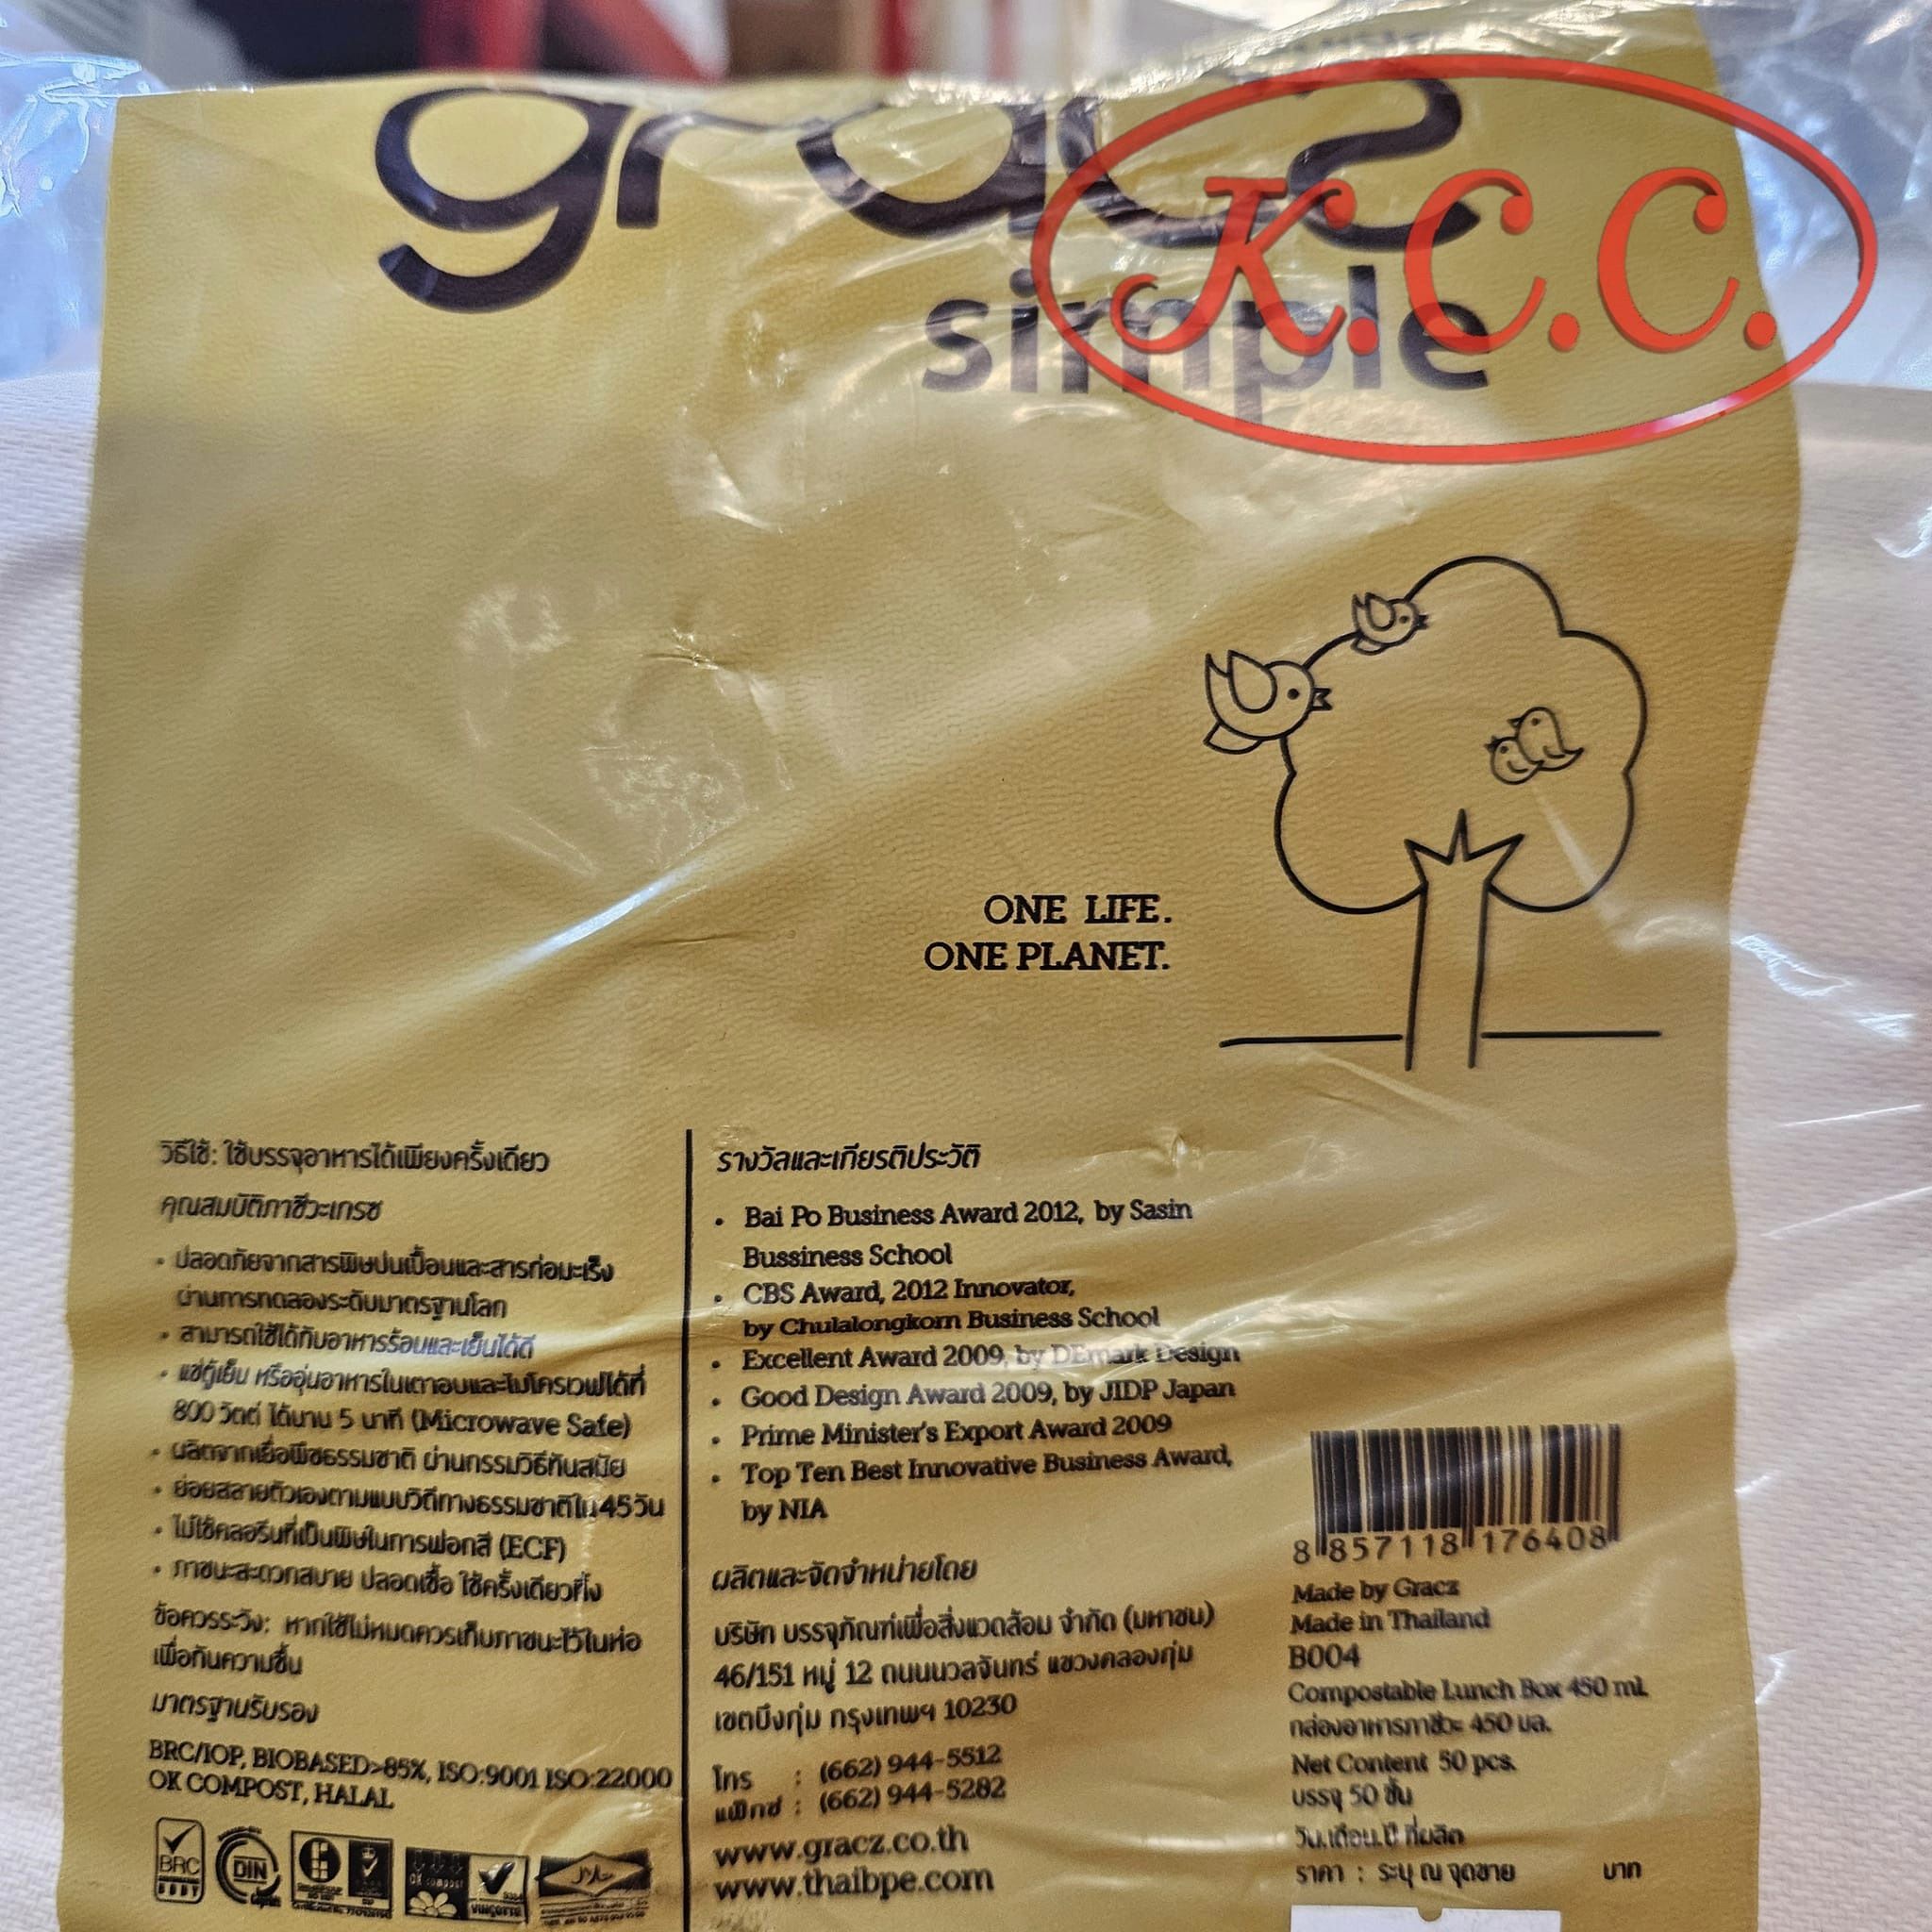 gracz
simple
K.C.C.
ONE LIFE.
ONE PLANET.
วิธีใช้: ใช้บรรจุอาหารได้เพียงครั้งเดียว
คุณสมบัติภาชีวะเกรซ
• ปลอดภัยจากสารพิษปนเปื้อนและสารก่อมะเร็ง
ผ่านการทดลองระดับมาตรฐานโลก
• สามารถใช้ได้กับอาหารร้อนและเย็นได้ดี
• แช่ตู้เย็น หรืออุ่นอาหารในเตาอบและไมโครเวฟได้ที่
800 วัตต์ ได้นาน 5 นาที (Microwave Safe)
• ผลิตจากเยื่อพืชธรรมชาติ ผ่านกรรมวิธีทันสมัย
• ย่อยสลายตัวเองตามแบบวิถีทางธรรมชาติใน 45 วัน
• ไม่ใช้คลอรีนที่เป็นพิษในการฟอกสี (ECF)
• ภาชนะสะดวกสบาย ปลอดเชื้อ ใช้ครั้งเดียวทิ้ง
ข้อควรระวัง: หากใช้ไม่หมดควรเก็บภาชนะไว้ในห่อ
เพื่อกันความชื้น
มาตรฐานรับรอง
BRC/IOP, BIOBASED>85%, ISO:9001 ISO:22000
OK COMPOST, HALAL
BRC
DIN
OK compost
VINÇOTTE
รางวัลและเกียรติประวัติ
• Bai Po Business Award 2012, by Sasin
Bussiness School
• CBS Award, 2012 Innovator,
by Chulalongkorn Business School
• Excellent Award 2009, by DEmark Design
• Good Design Award 2009, by JIDP Japan
• Prime Minister's Export Award 2009
• Top Ten Best Innovative Business Award,
by NIA
ผลิตและจัดจำหน่ายโดย
บริษัท บรรจุภัณฑ์เพื่อสิ่งแวดล้อม จำกัด (มหาชน)
46/151 หมู่ 12 ถนนนวลจันทร์ แขวงคลองกุ่ม
เขตบึงกุ่ม กรุงเทพฯ 10230
โทร : (662) 944-5512
แฟ็กซ์ : (662) 944-5282
www.gracz.co.th
www.thaibpe.com
8 857118 176408
Made by Gracz
Made in Thailand
B004
Compostable Lunch Box 450 ml.
กล่องอาหารภาชีวะ 450 มล.
Net Content 50 pcs.
บรรจุ 50 ชิ้น
วัน.เดือน.ปี ที่ผลิต
ราคา : ระบุ ณ จุดขาย บาท